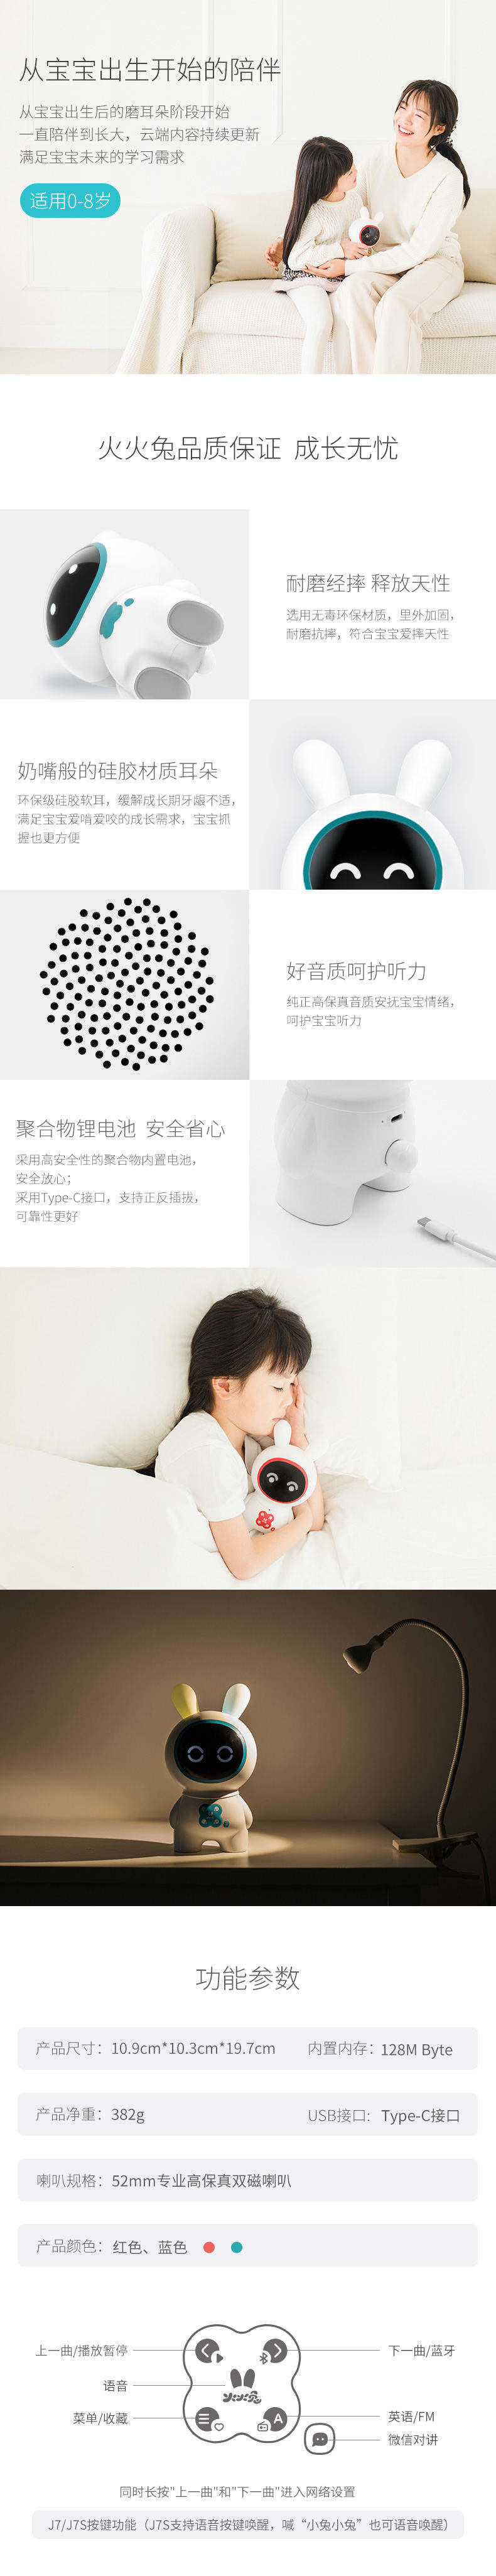 从宝宝出生开始的陪伴
从宝宝出生后的磨耳朵阶段开始
一直陪伴到长大，云端内容持续更新
满足宝宝未来的学习需求
适用0-8岁
火火兔品质保证 成长无忧
耐磨经摔 释放天性
选用无毒环保材质，里外加固，
耐磨抗摔，符合宝宝爱摔天性
奶嘴般的硅胶材质耳朵
环保级硅胶软耳，缓解成长期牙龈不适，
满足宝宝爱啃爱咬的成长需求，宝宝抓
握也更方便
好音质呵护听力
纯正高保真音质安抚宝宝情绪，
呵护宝宝听力
聚合物锂电池 安全省心
采用高安全性的聚合物内置电池，
安全放心；
采用Type-C接口，支持正反插拔，
可靠性更好
功能参数
产品尺寸：10.9cm*10.3cm*19.7cm 内置内存：128M Byte
产品净重：382g USB接口: Type-C接口
喇叭规格：52mm专业高保真双磁喇叭
产品颜色：红色、蓝色
上一曲/播放暂停 下一曲/蓝牙
语音
火火兔
菜单/收藏 A 英语/FM
微信对讲
同时长按"上一曲"和"下一曲"进入网络设置
J7/J7S按键功能（J7S支持语音按键唤醒，喊“小兔小兔”也可语音唤醒）